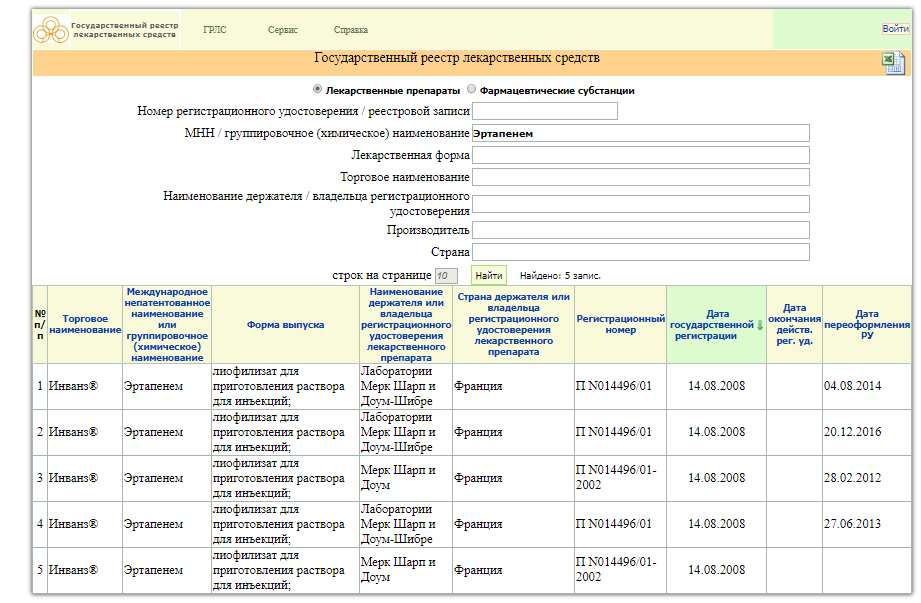 Государственный реестр
лекарственных средств
ГРЛС Сервис Справка
Войти
Государственный реестр лекарственных средств
Лекарственные препараты Фармацевтические субстанции
Номер регистрационного удостоверения / реестровой записи
МНН / группировочное (химическое) наименование Эртапенем
Лекарственная форма
Торговое наименование
Наименование держателя / владельца регистрационного
удостоверения
Производитель
Страна
строк на странице 10 Найти Найдено: 5 запис.
№
п/
п
Торговое
наименование
Международное
непатентованное
наименование
или
группировочное
(химическое)
наименование
Форма выпуска
Наименование
держателя или
владельца
регистрационного
удостоверения
лекарственного
препарата
Страна держателя или
владельца
регистрационного
удостоверения
лекарственного
препарата
Регистрационный
номер
Дата
государственной
регистрации
Дата
окончания
действ.
рег. уд.
Дата
переоформления
РУ
1 Инванз® Эртапенем
лиофилизат для
приготовления раствора
для инъекций;
Лаборатории
Мерк Шарп и
Доум-Шибре
Франция П N014496/01 14.08.2008 04.08.2014
2 Инванз® Эртапенем
лиофилизат для
приготовления раствора
для инъекций;
Лаборатории
Мерк Шарп и
Доум-Шибре
Франция П N014496/01 14.08.2008 20.12.2016
3 Инванз® Эртапенем
лиофилизат для
приготовления раствора
для инъекций;
Мерк Шарп и
Доум
Франция
П N014496/01-
2002
14.08.2008 28.02.2012
4 Инванз® Эртапенем
лиофилизат для
приготовления раствора
для инъекций;
Лаборатории
Мерк Шарп и
Доум-Шибре
Франция П N014496/01 14.08.2008 27.06.2013
5 Инванз® Эртапенем
лиофилизат для
приготовления раствора
для инъекций;
Мерк Шарп и
Доум
Франция
П N014496/01-
2002
14.08.2008